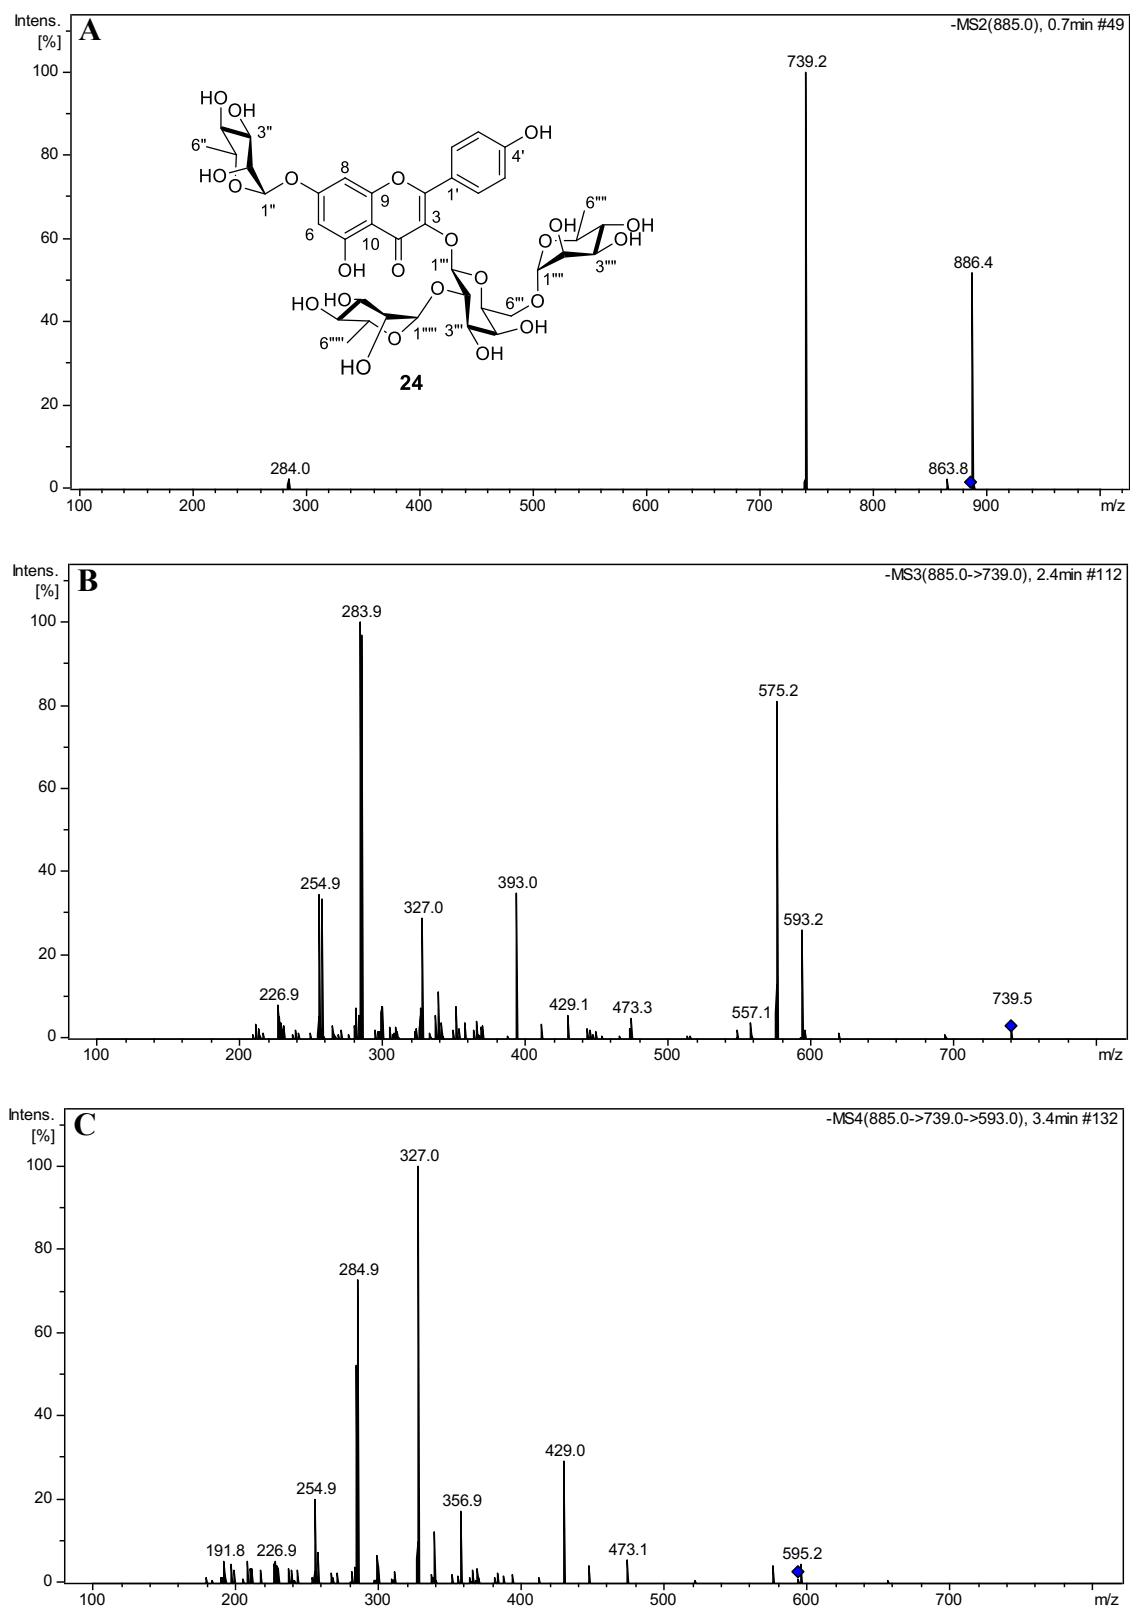 Intens.
[%]
A
-MS2(885.0), 0.7min #49
100
80
60
40
20
0
739.2
886.4
863.8
284.0
HO
OH
3"
6"
HO
O
1"
O
8
O
9
6
10
OH
O
1'
4'
OH
3
O
1'''
O
O
HO
HO
O
1'''''
6'''''
HO
3'''
OH
OH
6'''
O
1''''
O
OH
6''''
OH
OH
3''''
24
100
200
300
400
500
600
700
800
900
m/z
Intens.
[%]
B
-MS3(885.0->739.0), 2.4min #112
100
80
60
40
20
0
283.9
575.2
254.9
327.0
393.0
593.2
226.9
429.1
473.3
557.1
739.5
100
200
300
400
500
600
700
m/z
Intens.
[%]
C
-MS4(885.0->739.0->593.0), 3.4min #132
100
80
60
40
20
0
327.0
284.9
254.9
356.9
429.0
191.8
226.9
473.1
595.2
100
200
300
400
500
600
700
m/z